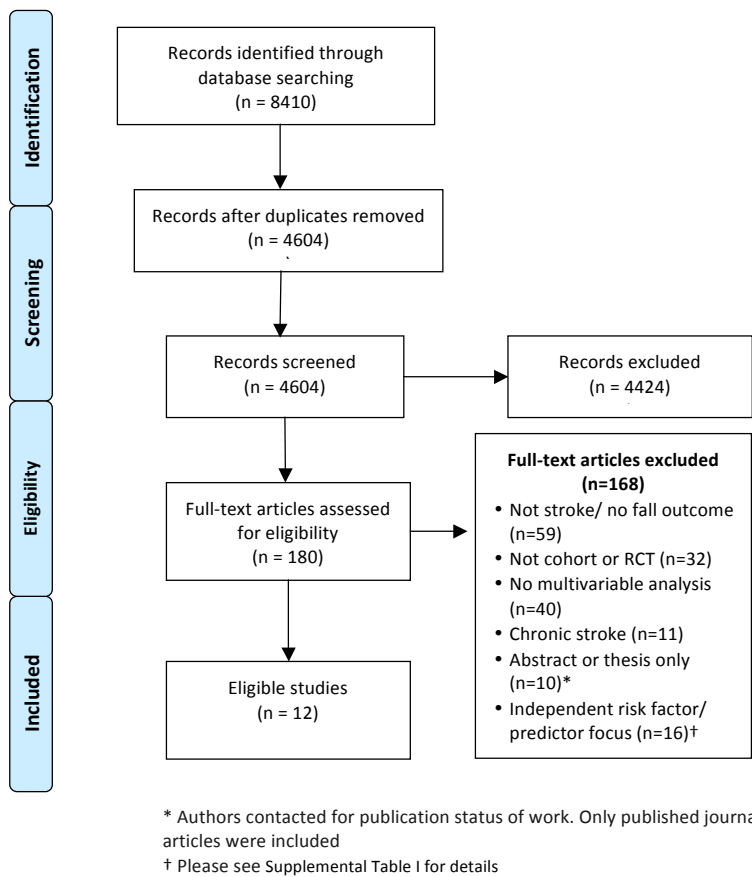 Identification
Records identified through
database searching
(n = 8410)
Screening
Records after duplicates removed
(n = 4604)
Records screened
(n = 4604)
Records excluded
(n = 4424)
Eligibility
Full-text articles assessed
for eligibility
(n = 180)
Full-text articles excluded
(n=168)
• Not stroke/ no fall outcome
(n=59)
• Not cohort or RCT (n=32)
• No multivariable analysis
(n=40)
• Chronic stroke (n=11)
• Abstract or thesis only
(n=10)*
• Independent risk factor/
predictor focus (n=16)†
Included
Eligible studies
(n = 12)
* Authors contacted for publication status of work. Only published journa
articles were included
† Please see Supplemental Table I for details